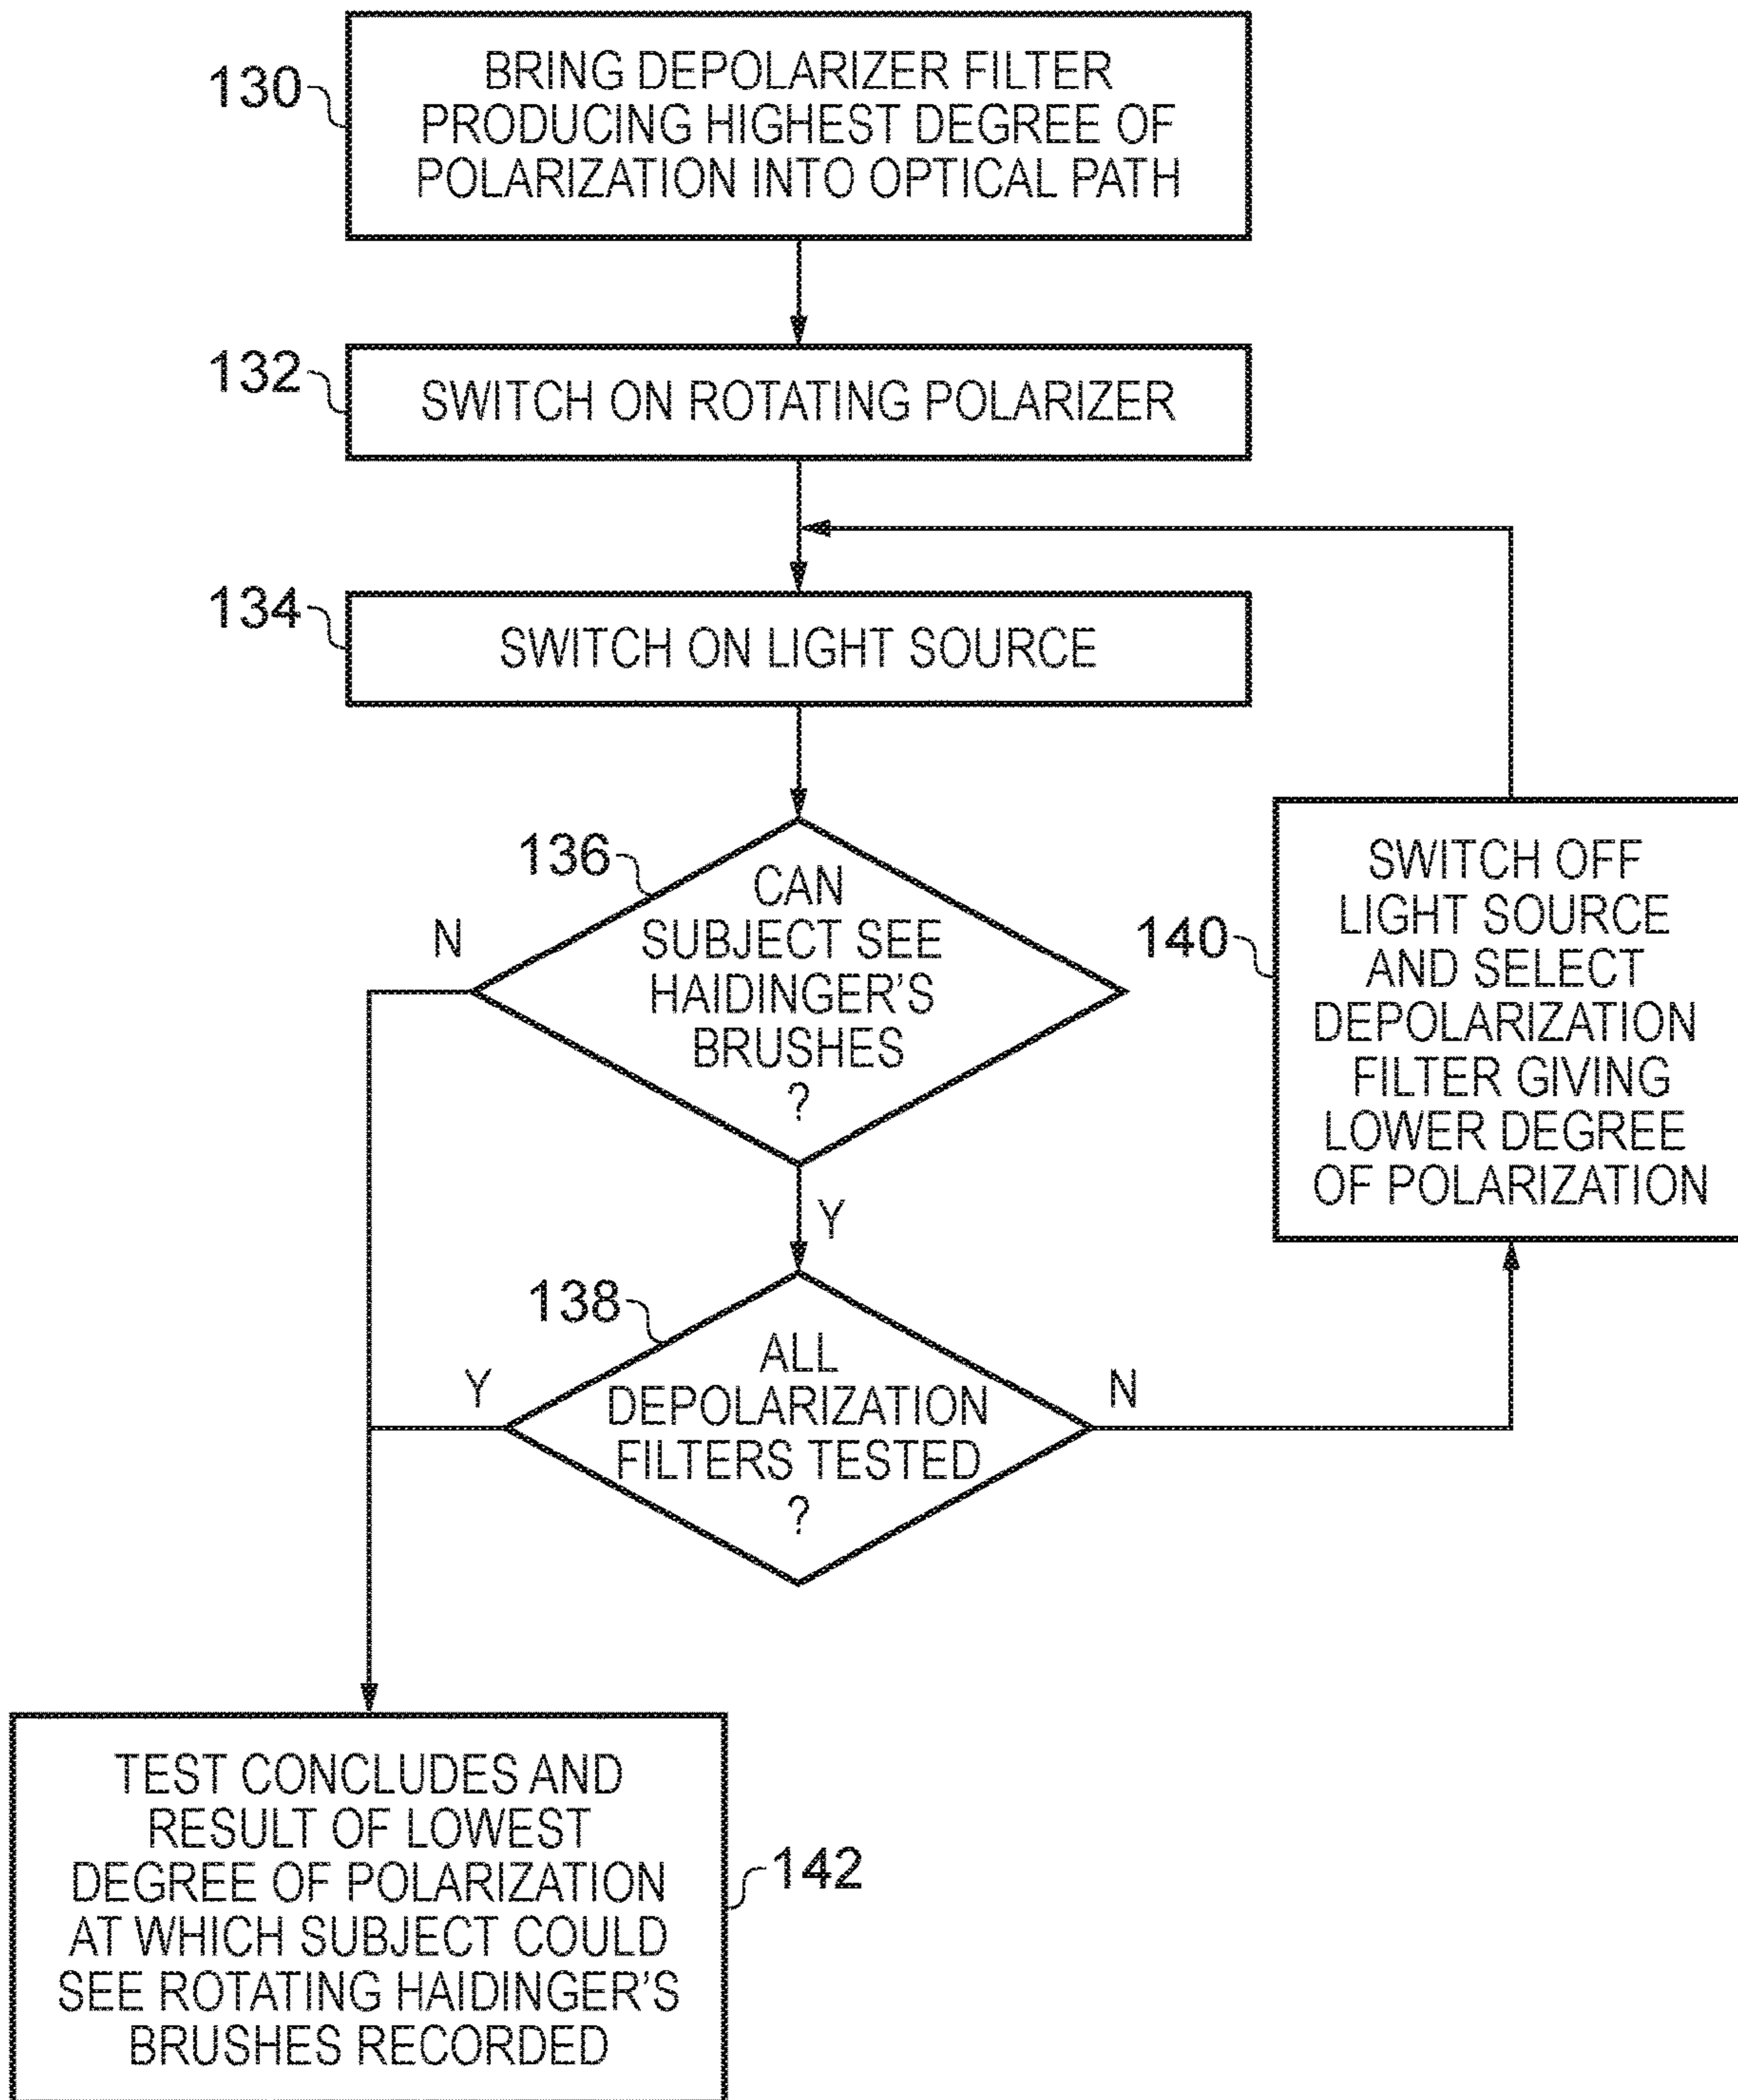 130
BRING DEPOLARIZER FILTER
PRODUCING HIGHEST DEGREE OF
POLARIZATION INTO OPTICAL PATH
132
SWITCH ON ROTATING POLARIZER
134
SWITCH ON LIGHT SOURCE
136
CAN
SUBJECT SEE
HAIDINGER'S
BRUSHES
?
N
Y
140
SWITCH OFF
LIGHT SOURCE
AND SELECT
DEPOLARIZATION
FILTER GIVING
LOWER DEGREE
OF POLARIZATION
138
ALL
DEPOLARIZATION
FILTERS TESTED
?
Y
N
TEST CONCLUDES AND
RESULT OF LOWEST
DEGREE OF POLARIZATION
AT WHICH SUBJECT COULD
SEE ROTATING HAIDINGER'S
BRUSHES RECORDED
142